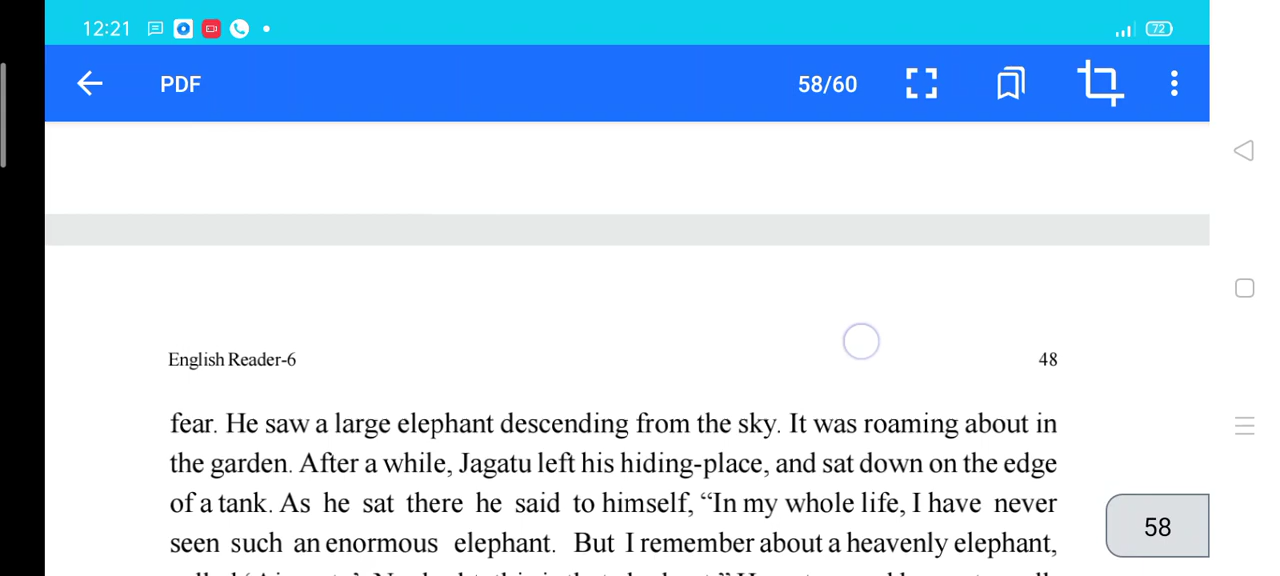 12:21
72
PDF
58/60
English Reader-6 48
fear. He saw a large elephant descending from the sky. It was roaming about in
the garden. After a while, Jagatu left his hiding-place, and sat down on the edge
of a tank. As he sat there he said to himself, “In my whole life, I have never
seen such an enormous elephant. But I remember about a heavenly elephant,
58